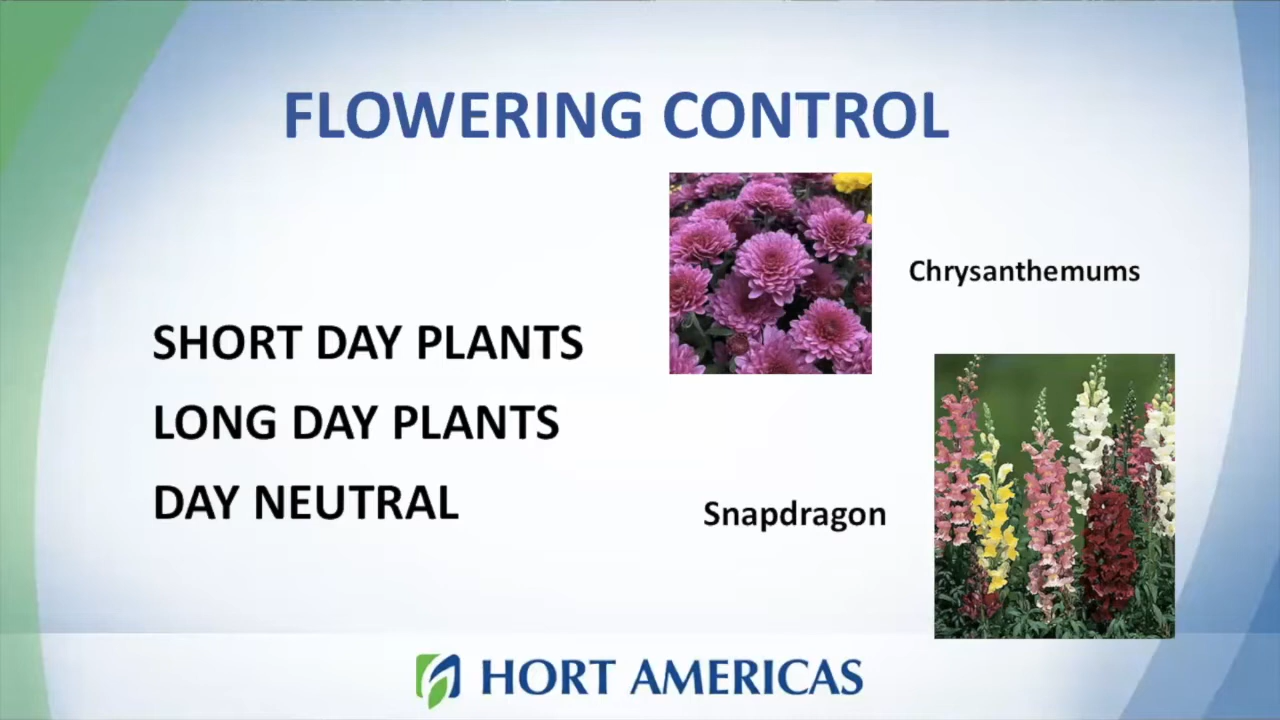 FLOWERING CONTROL
Chrysanthemums
SHORT DAY PLANTS
LONG DAY PLANTS
DAY NEUTRAL
Snapdragon
HORT AMERICAS